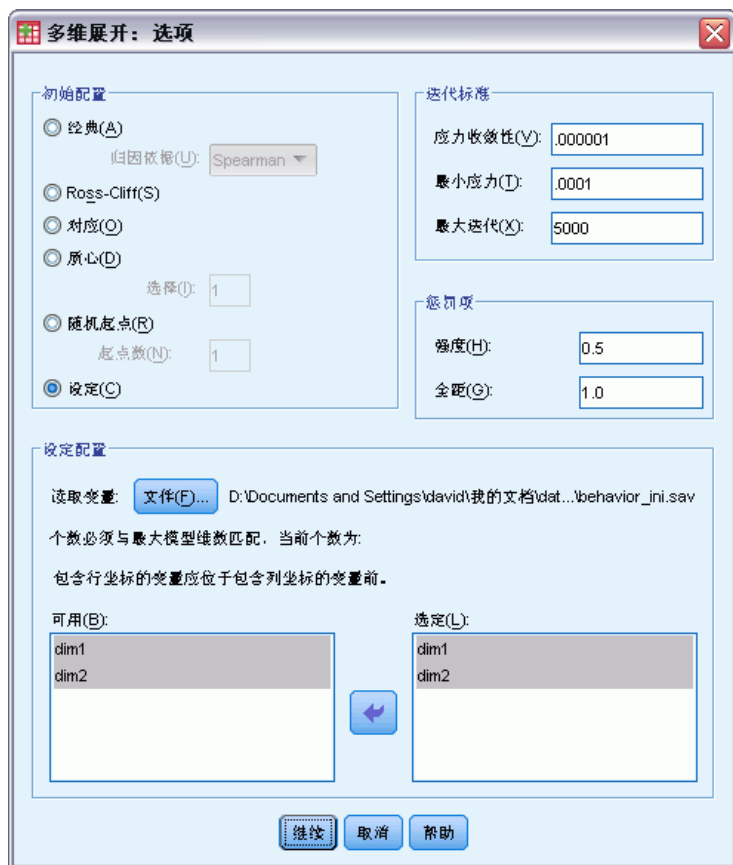 多维展开：选项
初始配置
经典(A)
归因依据(U): Spearman
Ross-Cliff(S)
对应(O)
质心(D)
选择(I): 1
随机起点(R)
起点数(N): 1
设定(C)
迭代标准
应力收敛性(V): .000001
最小应力(T): .0001
最大迭代(X): 5000
惩罚项
强度(H): 0.5
全距(G): 1.0
设定配置
读取变量: 文件(F)... D:\Documents and Settings\david\我的文档\dat...\behavior_ini.sav
个数必须与最大模型维数匹配．当前个数为:
包含行坐标的变量应位于包含列坐标的变量前。
可用(B):
dim1
dim2
选定(L):
dim1
dim2
继续 取消 帮助